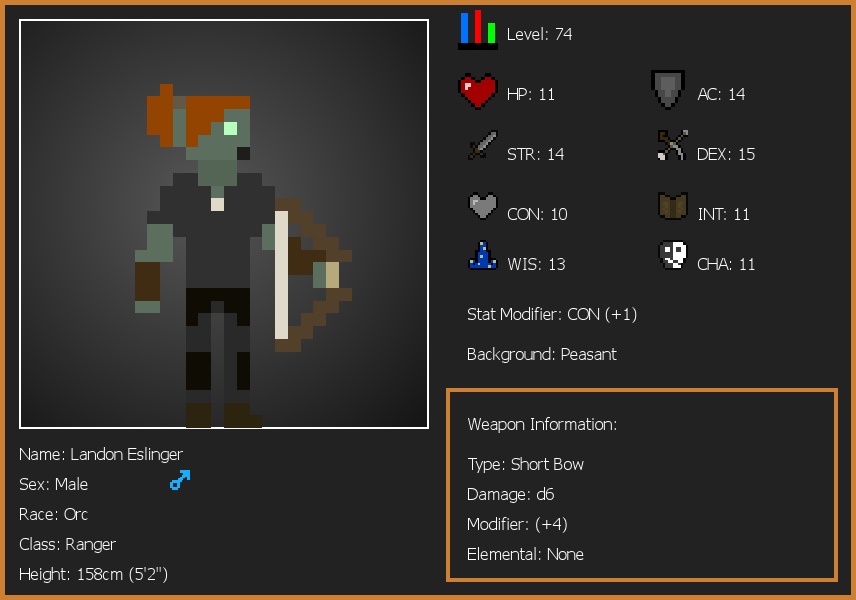 Level: 74
HP: 11
AC: 14
STR: 14
DEX: 15
CON: 10
INT: 11
WIS: 13
CHA: 11
Stat Modifier: CON (+1)
Background: Peasant
Weapon Information:
Type: Short Bow
Damage: d6
Modifier: (+4)
Elemental: None
Name: Landon Eslinger
Sex: Male
Race: Orc
Class: Ranger
Height: 158cm (5'2")